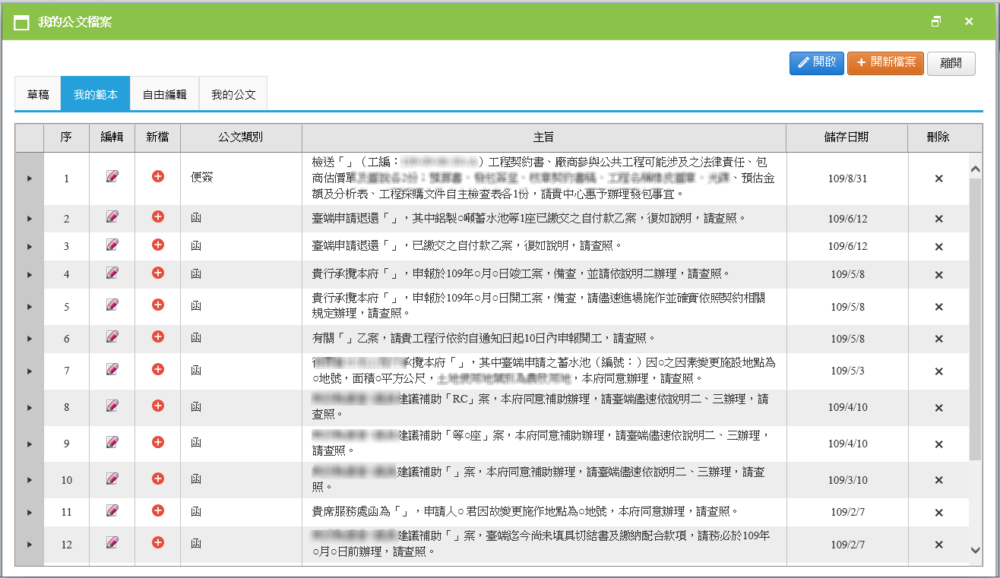 我的公文檔案
開啟
開新檔案
離開
草稿
我的範本
自由編輯
我的公文
序 編輯 新檔 公文類別 主旨 儲存日期 刪除
1 便簽 檢送「」（工編：）工程契約書、廠商參與公共工程可能涉及之法律責任、包
商估價單 、預估金 109/8/31
額及分析表、工程採購文件自主檢查表各1份，請貴中心惠予辦理發包事宜。
2 函 臺端申請退還「」，其中鋁製○噸蓄水池等1座已繳交之自付款乙案，復如說明，請查照。 109/6/12
3 函 臺端申請退還「」，已繳交之自付款乙案，復如說明，請查照。 109/6/12
4 函 貴行承攬本府「」，申報於109年○月○日竣工案，備查，並請依說明二辦理，請查照。 109/5/8
5 函 貴行承攬本府「」，申報於109年○月○日開工案，備查，請儘速進場施作並確實依照契約相關 109/5/8
規定辦理，請查照。
6 函 有關「」乙案，請貴工程行依約自通知日起10日內申報開工，請查照。 109/5/8
7 函 承攬本府「」，其中臺端申請之蓄水池（編號：）因○之因素變更施設地點為 109/5/3
○地號，面積○平方公尺， ，本府同意辦理，請查照。
8 函 建議補助「RC」案，本府同意補助辦理，請臺端儘速依說明二、三辦理，請 109/4/10
查照。
9 函 建議補助「等○座」案，本府同意補助辦理，請臺端儘速依說明二、三辦理， 109/4/10
請查照。
10 函 建議補助「」案，本府同意補助辦理，請臺端儘速依說明二、三辦理，請查 109/3/10
照。
11 函 貴席服務處函為「」，申請人○君因故變更施作地點為○地號，本府同意辦理，請查照。 109/2/7
12 函 建議補助「」案，臺端迄今尚未填具切結書及繳納配合款項，請務必於109年 109/2/7
○月○日前辦理，請查照。